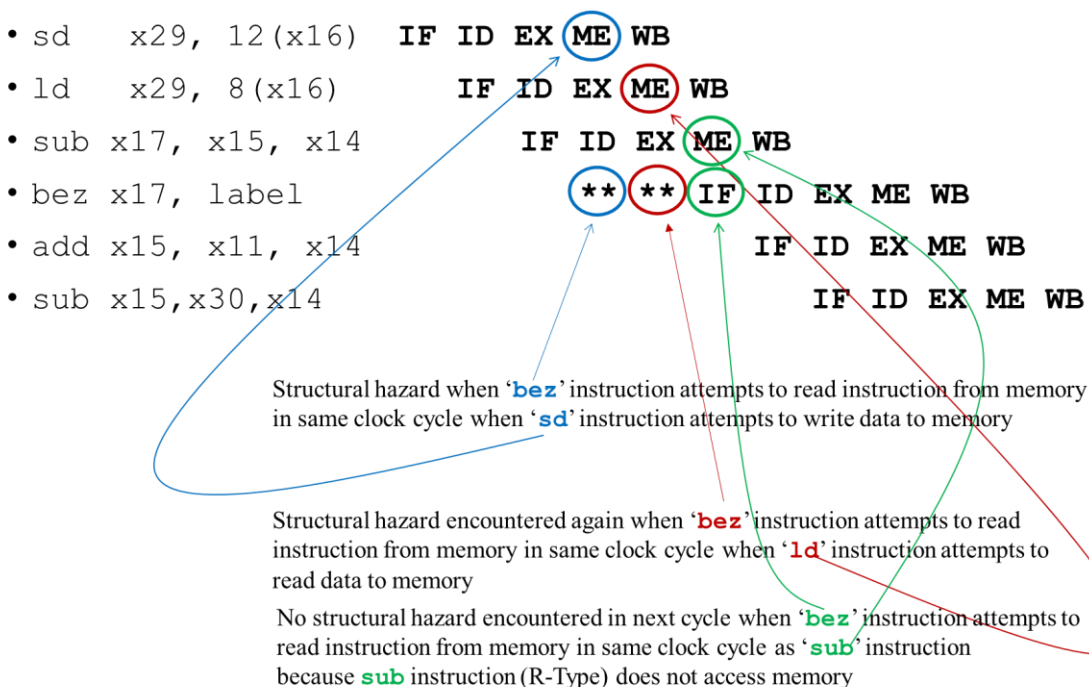 • sd x29, 12(x16) IF ID EX ME WB
• ld x29, 8(x16) IF ID EX ME WB
• sub x17, x15, x14 IF ID EX ME WB
• bez x17, label ** ** IF ID EX ME WB
• add x15, x11, x14 IF ID EX ME WB
• sub x15,x30,x14 IF ID EX ME WB
Structural hazard when ‘bez’ instruction attempts to read instruction from memory
in same clock cycle when ‘sd’ instruction attempts to write data to memory
Structural hazard encountered again when ‘bez’ instruction attempts to read
instruction from memory in same clock cycle when ‘ld’ instruction attempts to
read data to memory
No structural hazard encountered in next cycle when ‘bez’ instruction attempts to
read instruction from memory in same clock cycle as ‘sub’ instruction
because sub instruction (R-Type) does not access memory